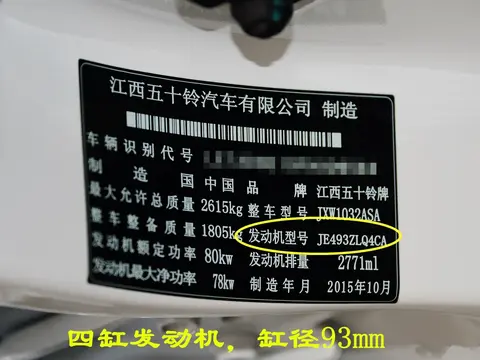 江西五十铃汽车有限公司 制造
车辆识别代号
制造国 中国 品牌 江西五十铃牌
最大允许总质量 2615kg 整车型号 JXW1032ASA
整车整备质量 1805kg 发动机型号 JE493ZLQ4CA
发动机额定功率 80kw 发动机排量 2771ml
发动机最大净功率 78kw 制造年月 2015年10月
四缸发动机，缸径93mm